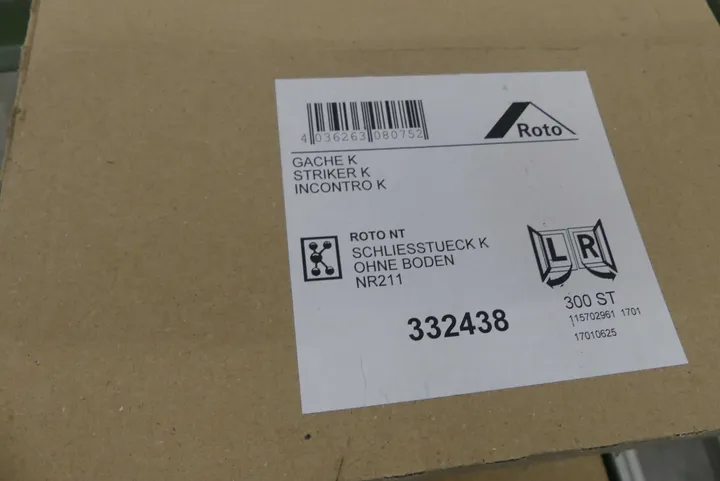 4 036263 080752
Roto
GACHE K
STRIKER K
INCONTRO K
ROTO NT
SCHLIESSTUECK K
OHNE BODEN
NR211
L R
332438
300 ST
115702961 1701
17010625